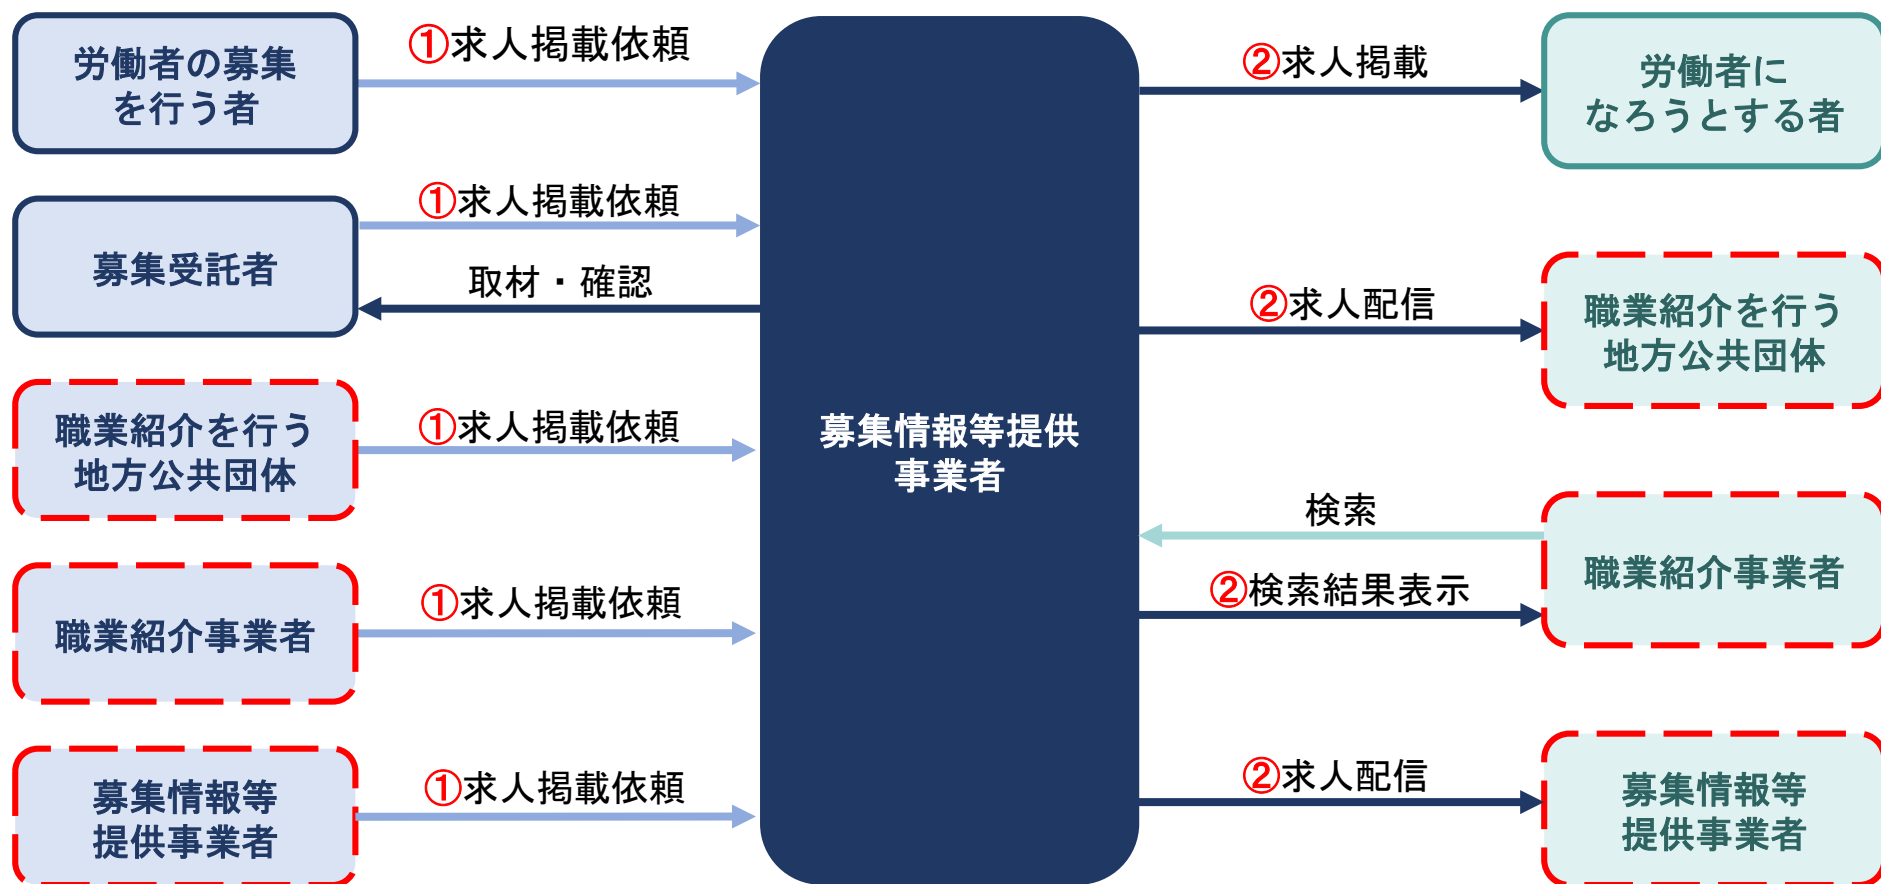 労働者の募集
を行う者
①求人掲載依頼
募集受託者
①求人掲載依頼
取材・確認
職業紹介を行う
地方公共団体
①求人掲載依頼
職業紹介事業者
①求人掲載依頼
募集情報等
提供事業者
①求人掲載依頼
募集情報等提供
事業者
②求人掲載
労働者に
なろうとする者
②求人配信
職業紹介を行う
地方公共団体
検索
②検索結果表示
職業紹介事業者
②求人配信
募集情報等
提供事業者